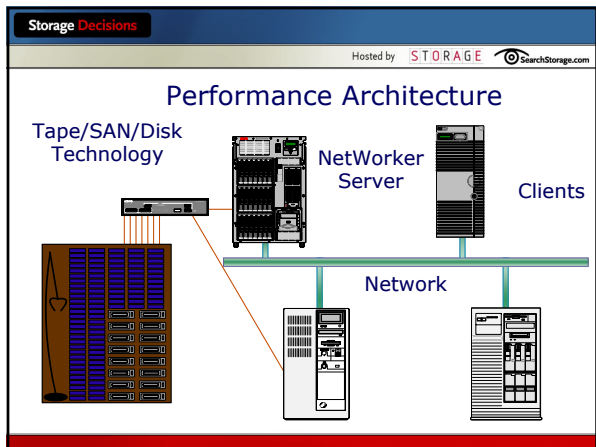 Storage Decisions
Hosted by STORAGE SearchStorage.com
Performance Architecture
Tape/SAN/Disk
Technology
NetWorker
Server
Clients
Network